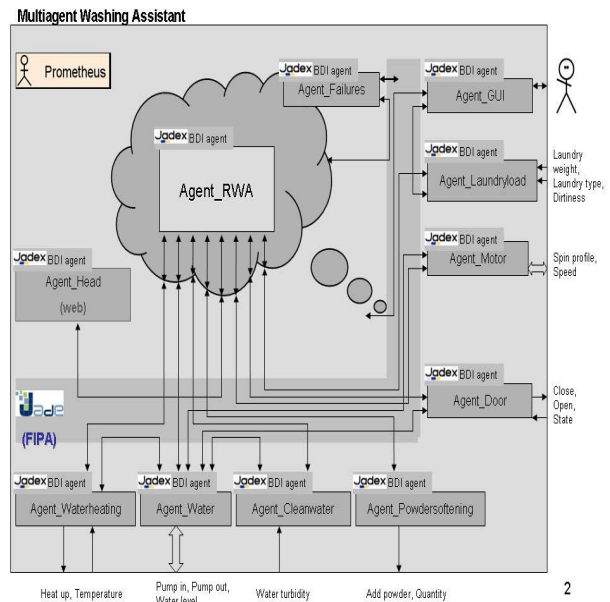 Multiagent Washing Assistant
Prometheus
Jadex BDI agent
Agent_Failures
Jadex BDI agent
Agent_GUI
Jadex BDI agent
Agent_RWA
Jadex BDI agent
Agent_Laundryload
Laundry
weight,
Laundry type,
Dirtiness
Jadex BDI agent
Agent_Motor
Spin profile,
Speed
Jadex BDI agent
Agent_Head
(web)
Jadex BDI agent
Agent_Door
Close,
Open,
State
Jade
(FIPA)
Jadex BDI agent
Agent_Waterheating
Jadex BDI agent
Agent_Water
Jadex BDI agent
Agent_Cleanwater
Jadex BDI agent
Agent_Powdersoftening
Heat up, Temperature
Pump in, Pump out,
Water level
Water turbidity
Add powder, Quantity
2